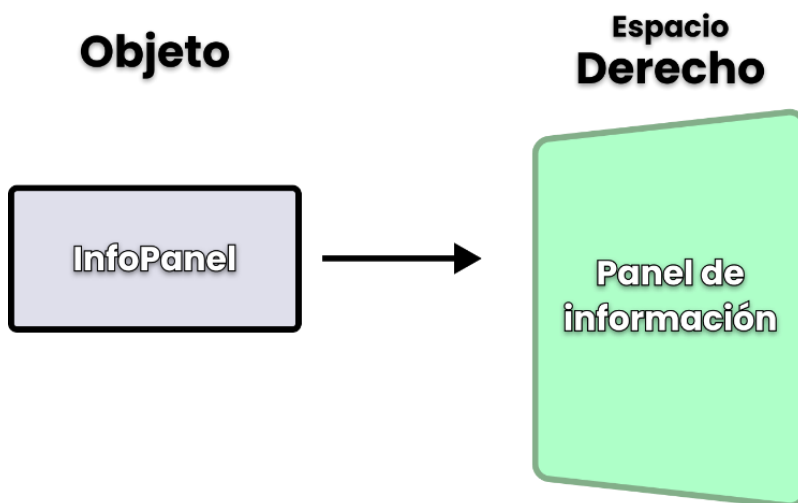 Objeto
Espacio
Derecho
InfoPanel
Panel de
información